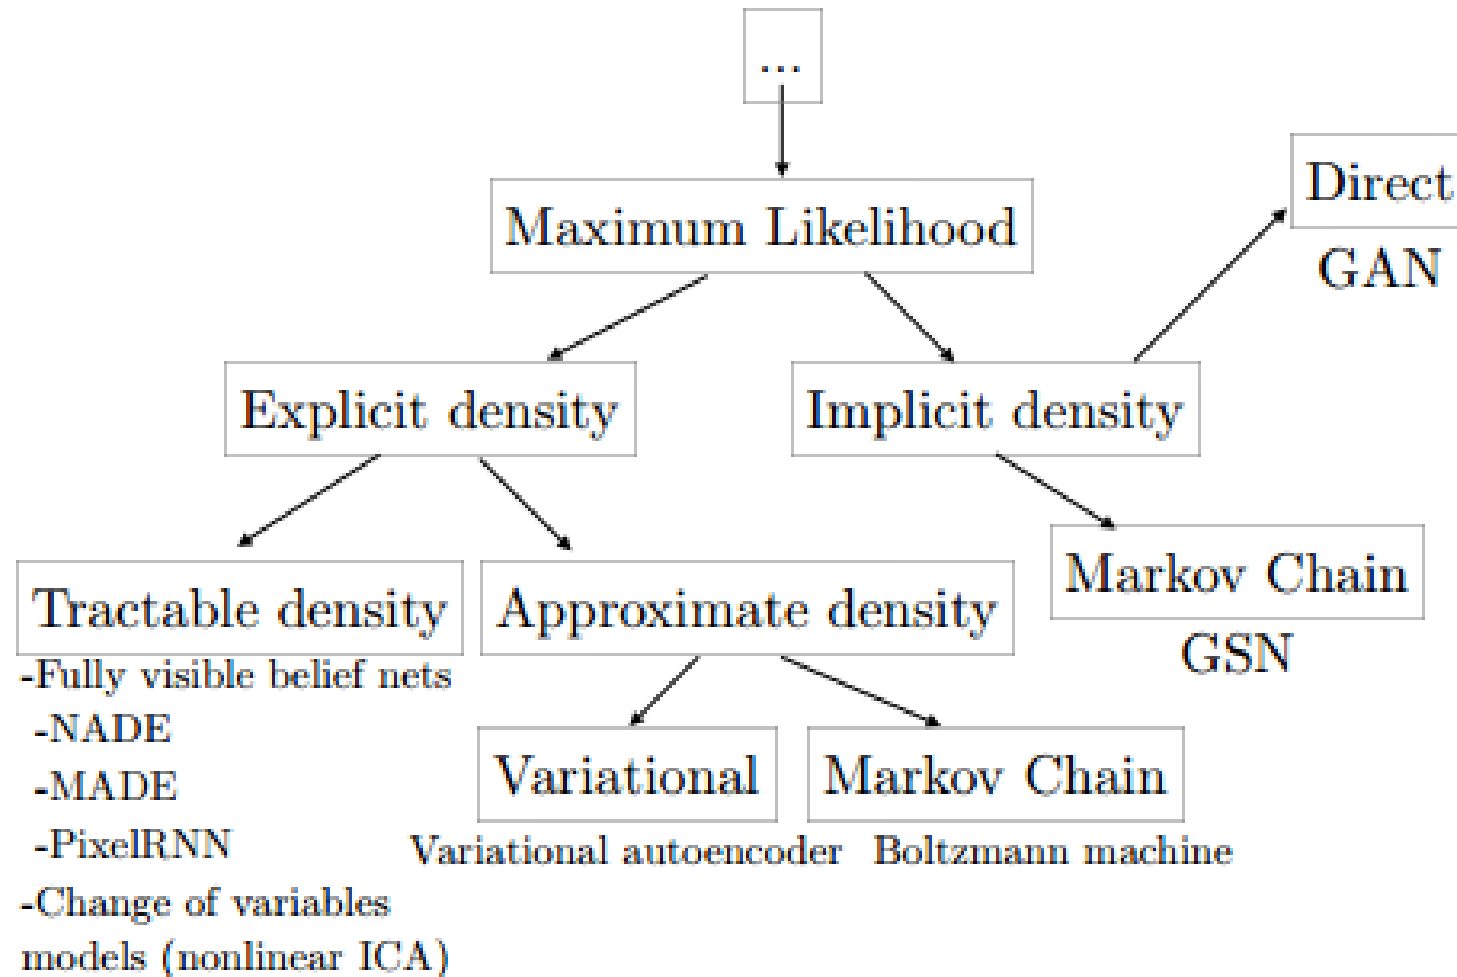 ...
Maximum Likelihood
Direct
GAN
Explicit density
Implicit density
Tractable density
-Fully visible belief nets
-NADE
-MADE
-PixelRNN
-Change of variables
models (nonlinear ICA)
Approximate density
Markov Chain
GSN
Variational
Variational autoencoder
Markov Chain
Boltzmann machine